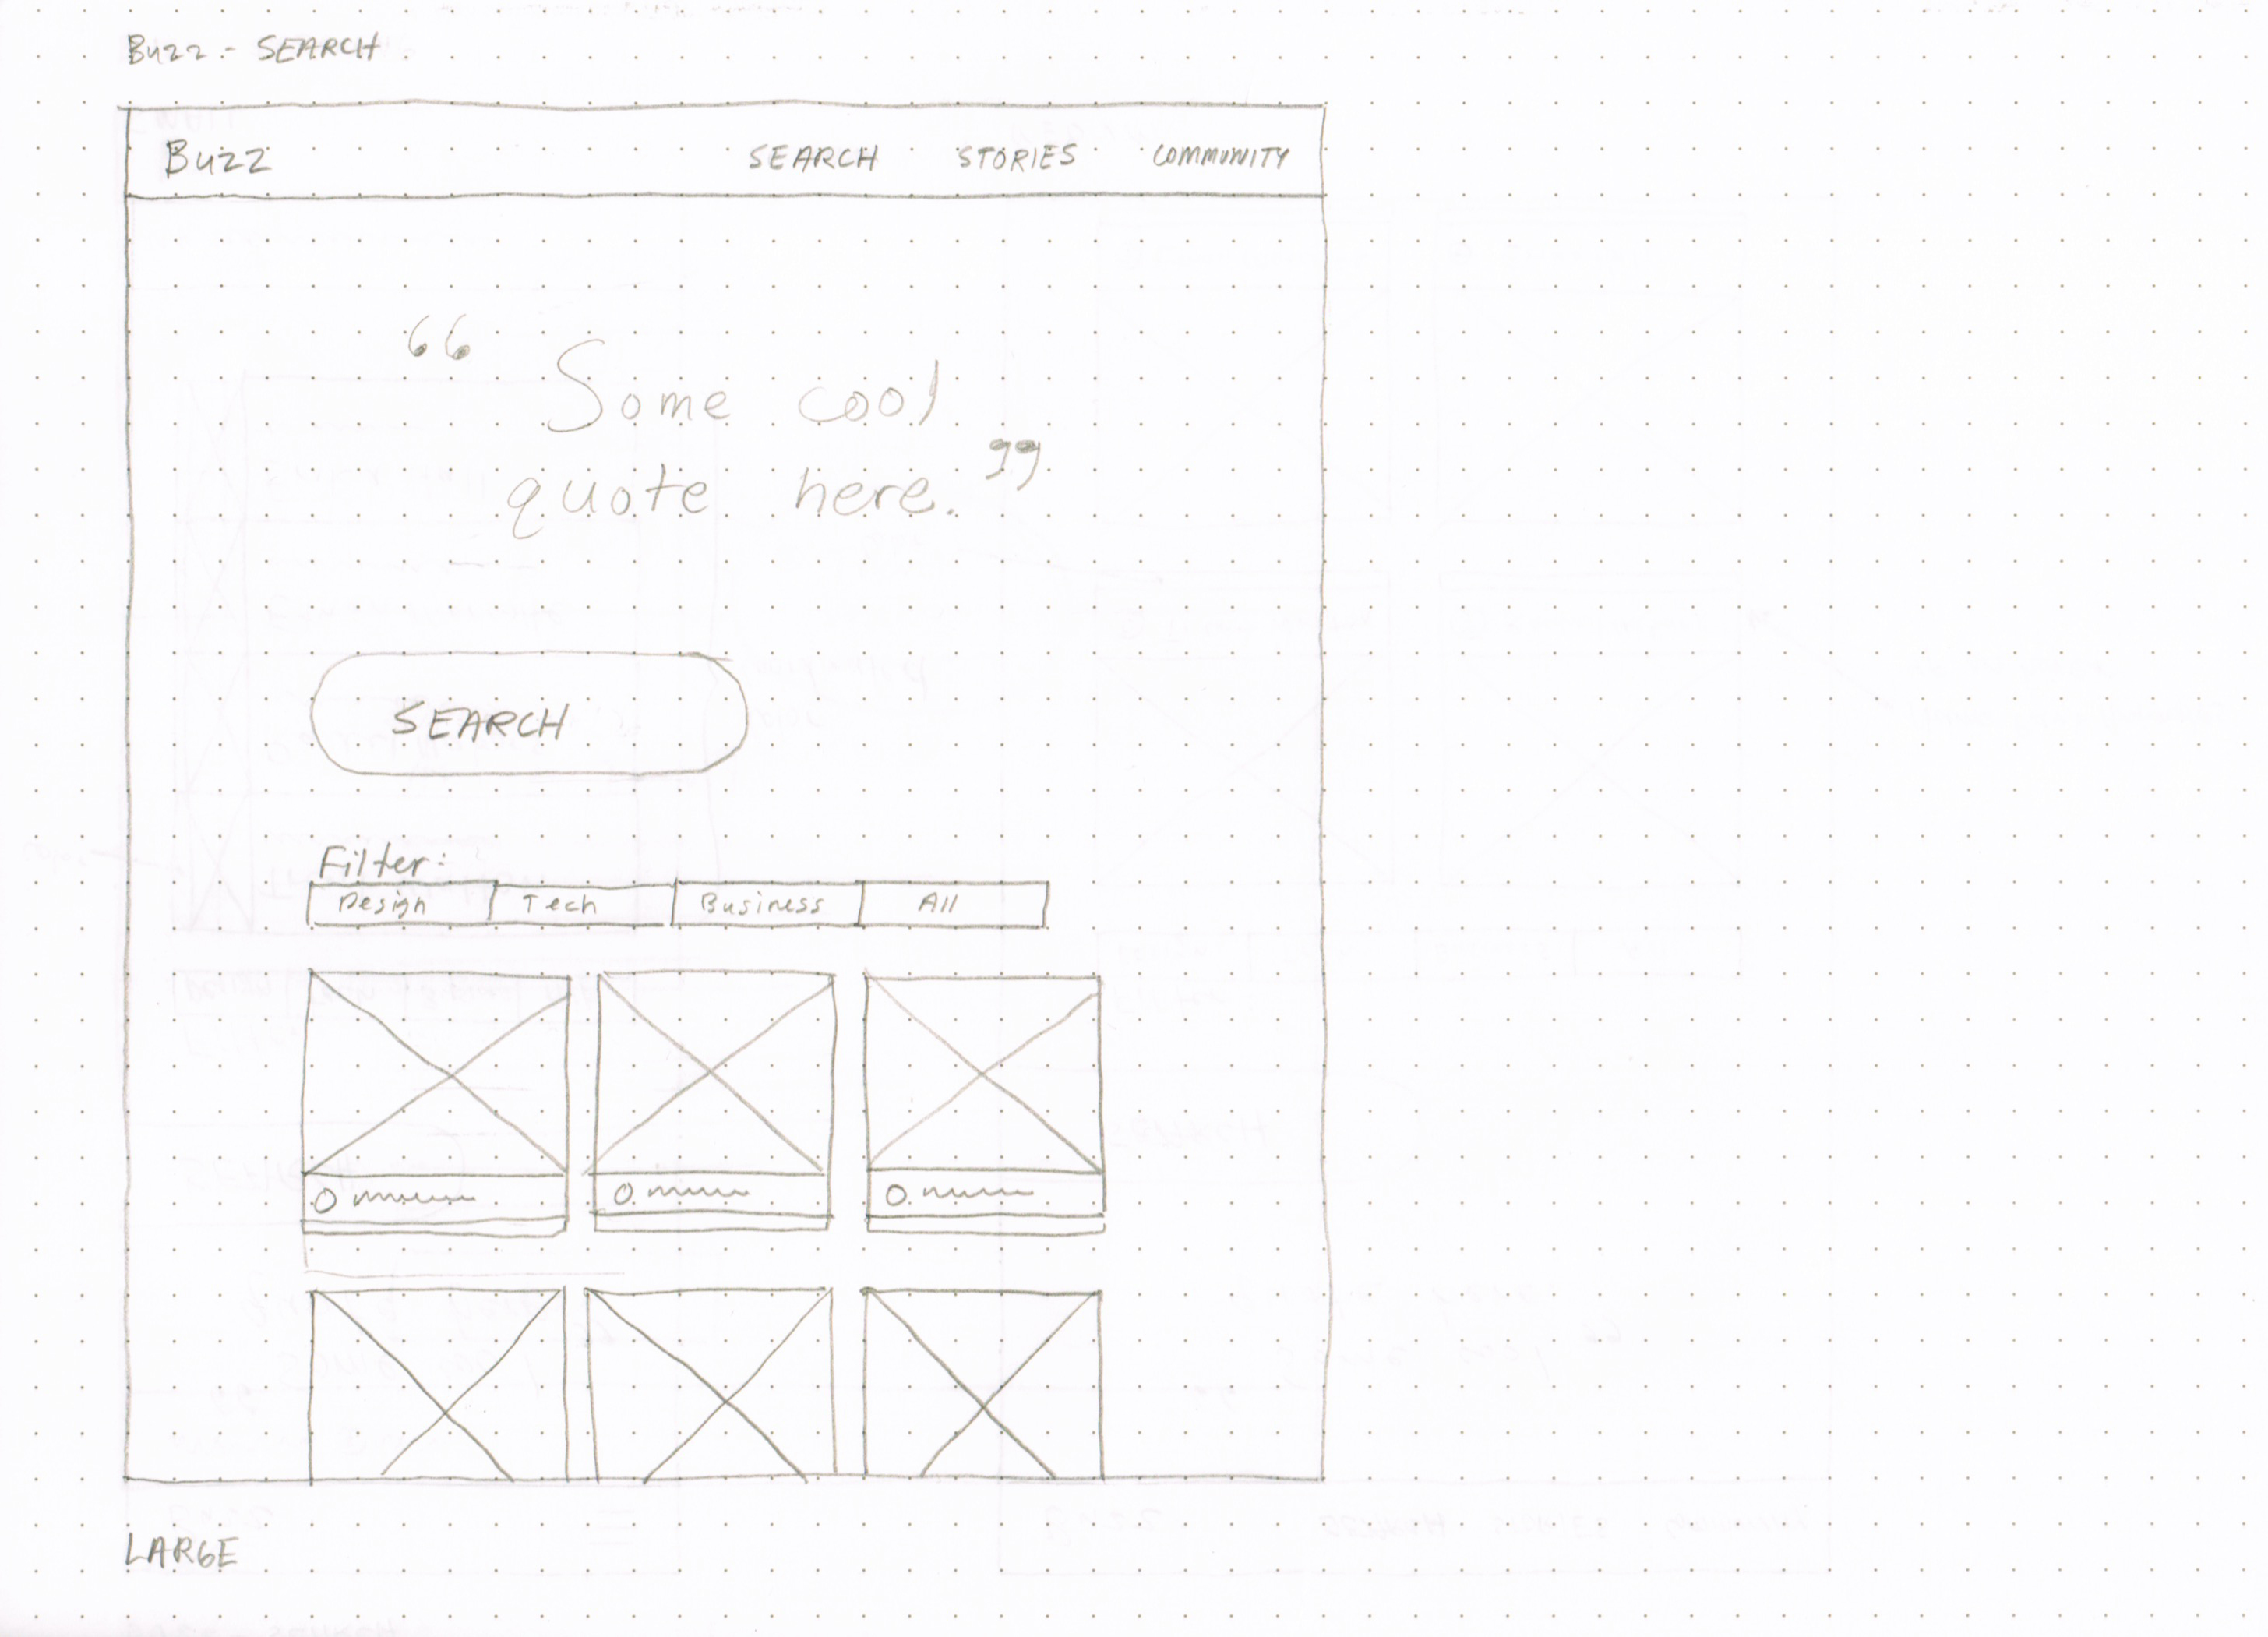 Buzz - SEARCH
Buzz SEARCH STORIES COMMUNITY
“ Some cool
quote here. ”
SEARCH
Filter:
Design Tech Business All
LARGE